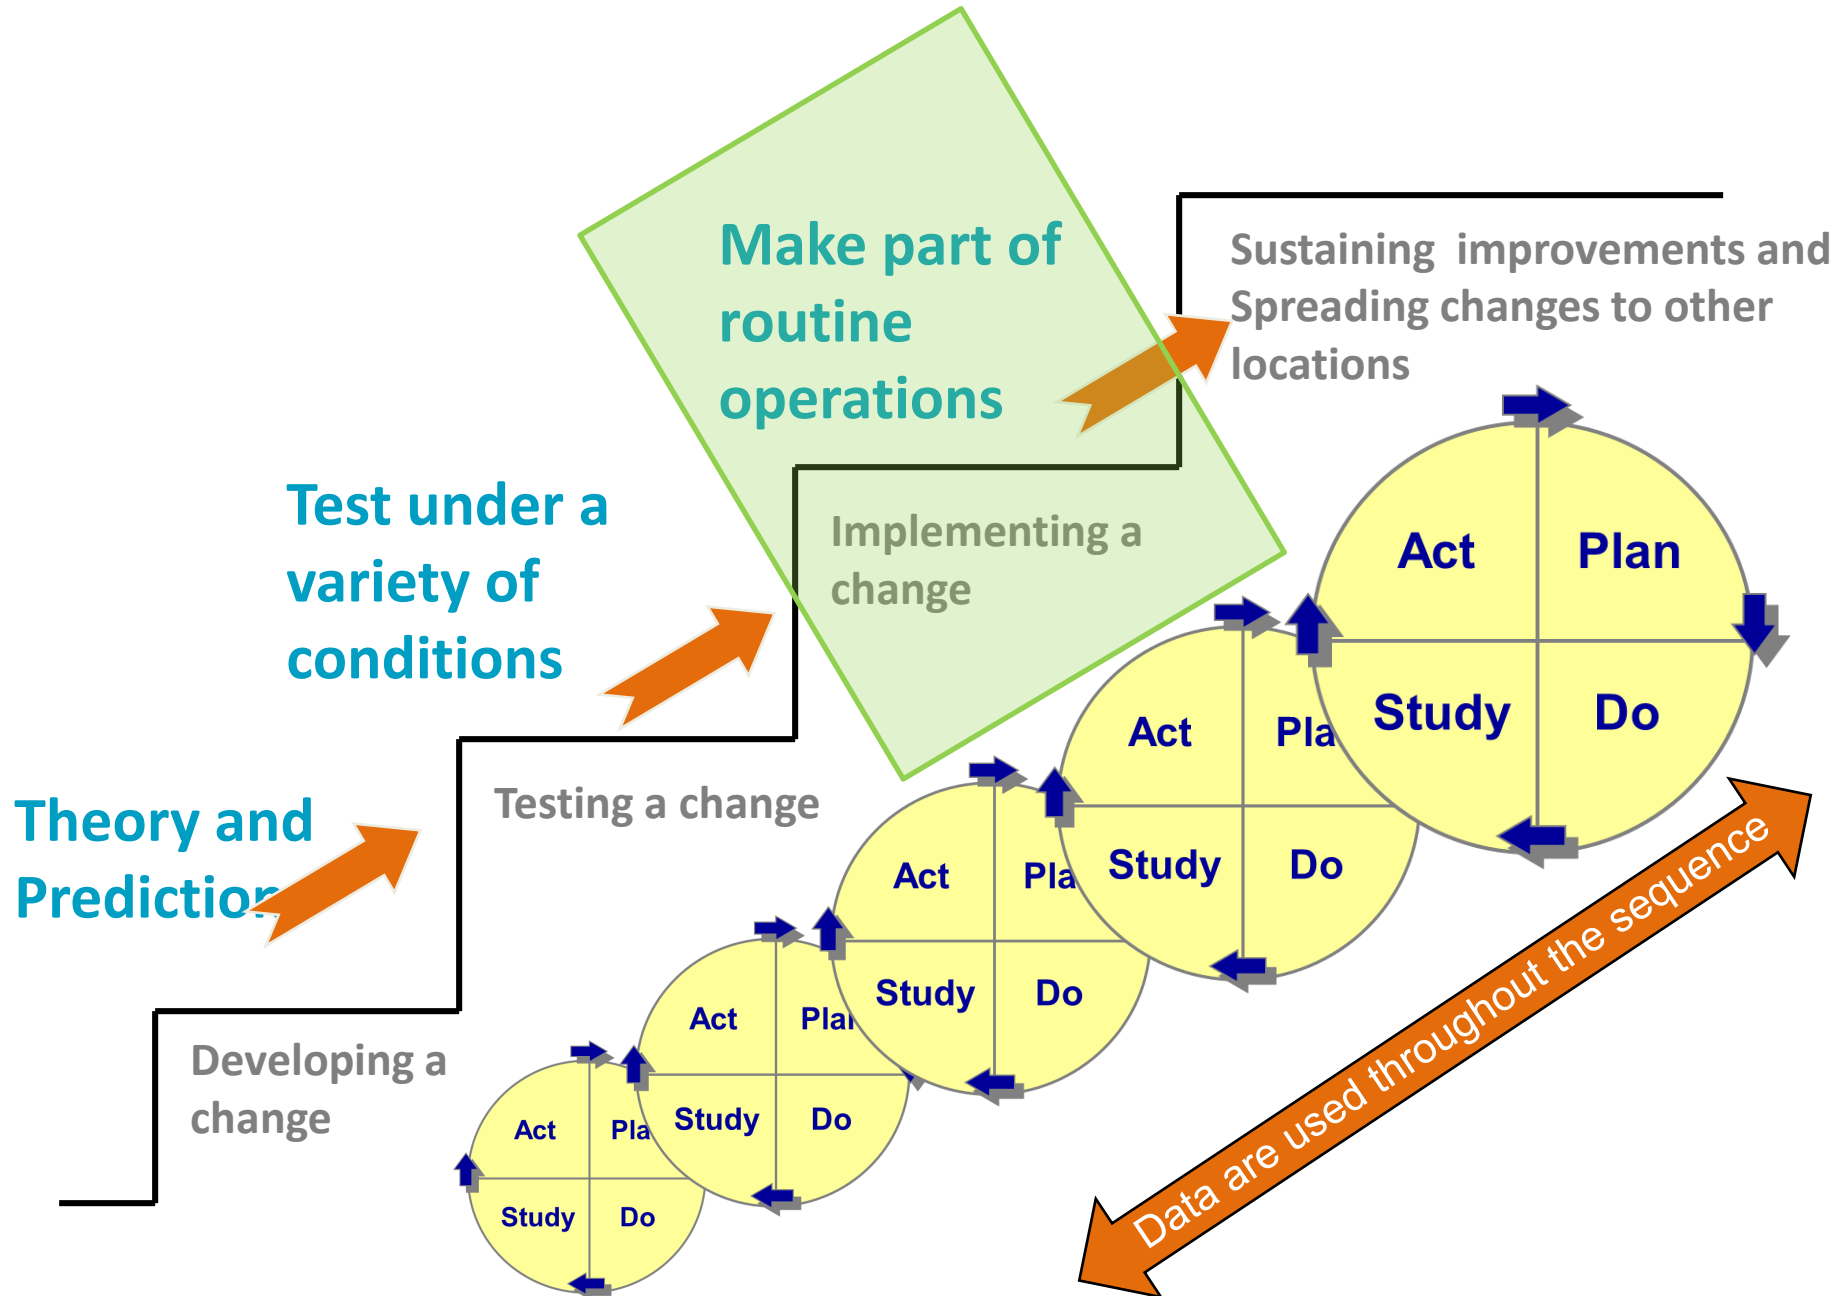 Make part of
routine
operations
Sustaining improvements and
Spreading changes to other
locations
Test under a
variety of
conditions
Implementing a
change
Theory and
Prediction
Testing a change
Developing a
change
Act Plan
Study Do
Act Pla
Study Do
Act Pla
Study Do
Act Plan
Study Do
Act Pla
Study Do
Data are used throughout the sequence